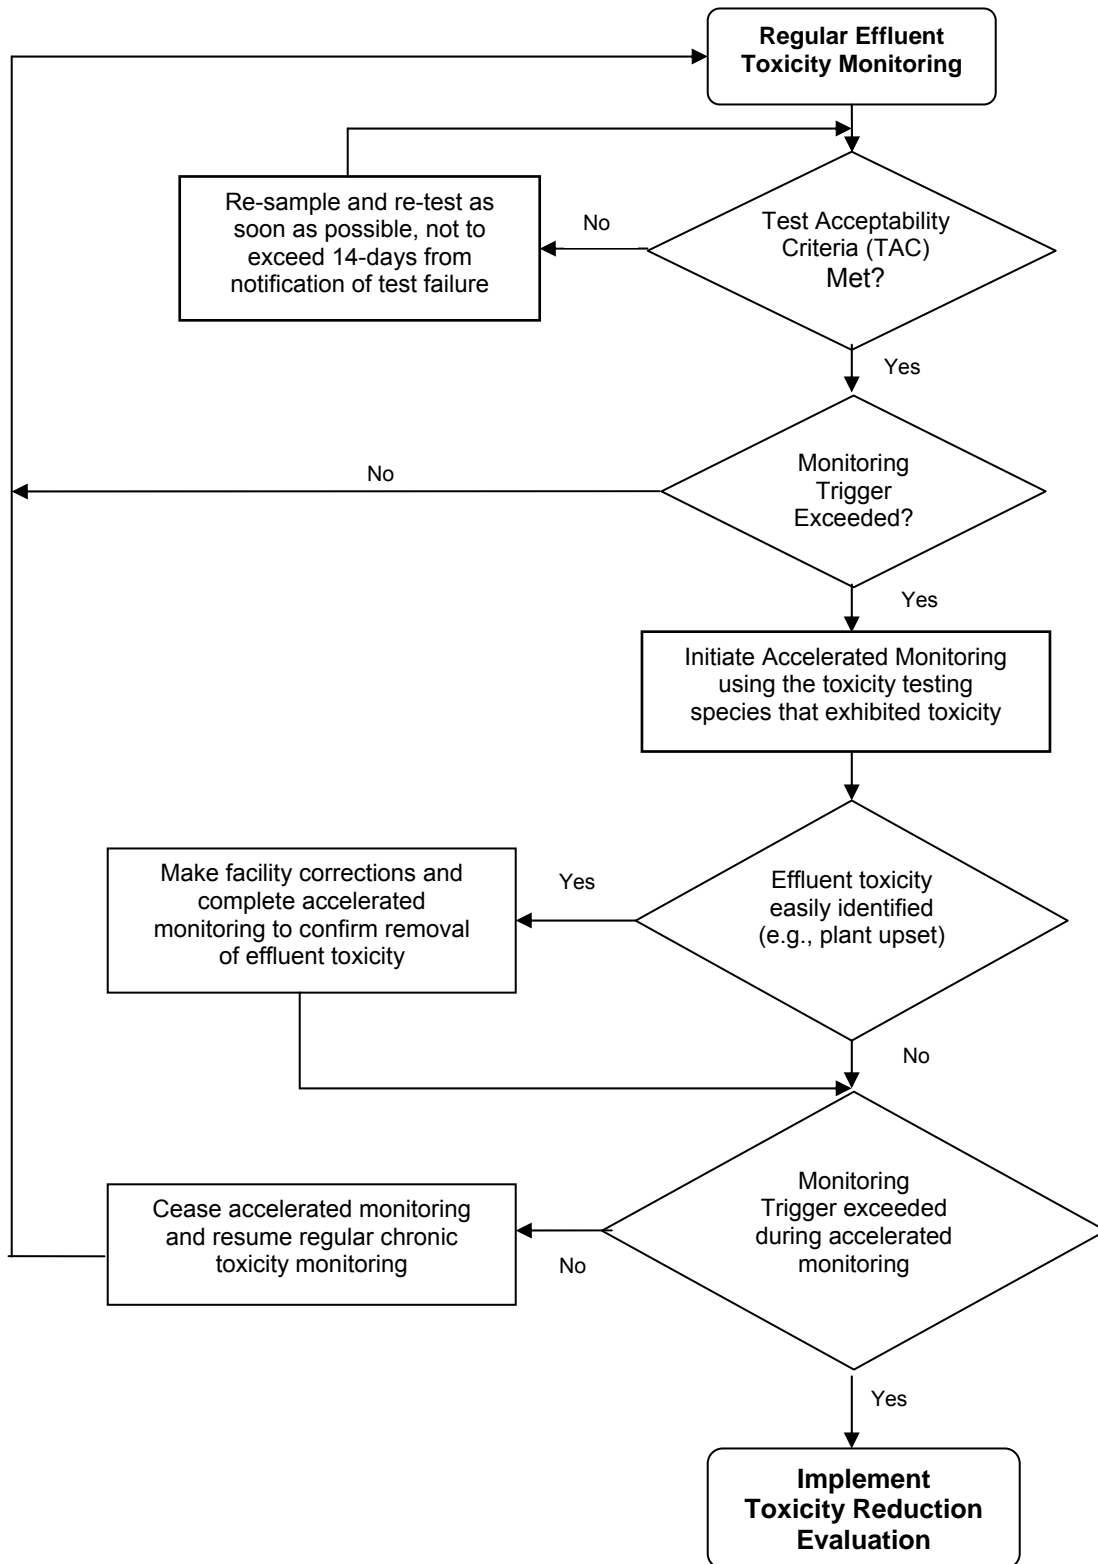 Regular Effluent
Toxicity Monitoring
Re-sample and re-test as
soon as possible, not to
exceed 14-days from
notification of test failure
No
Test Acceptability
Criteria (TAC)
Met?
Yes
No
Monitoring
Trigger
Exceeded?
Yes
Initiate Accelerated Monitoring
using the toxicity testing
species that exhibited toxicity
Make facility corrections and
complete accelerated
monitoring to confirm removal
of effluent toxicity
Yes
Effluent toxicity
easily identified
(e.g., plant upset)
No
Cease accelerated monitoring
and resume regular chronic
toxicity monitoring
No
Monitoring
Trigger exceeded
during accelerated
monitoring
Yes
Implement
Toxicity Reduction
Evaluation